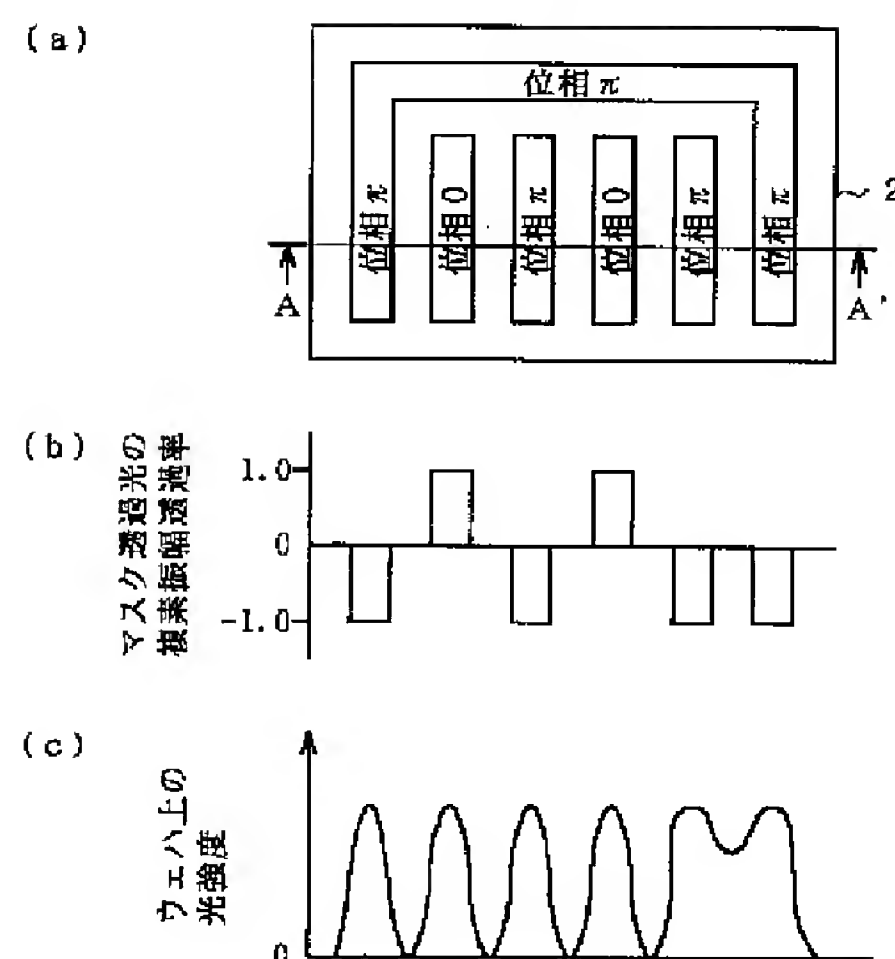 (a)
位相π
位相π
位相0
位相π
位相0
位相π
位相π
2
A
A'
(b)
マスク透過光の
複素振幅透過率
1.0
0
-1.0
(c)
ウェハ上の
光強度
0